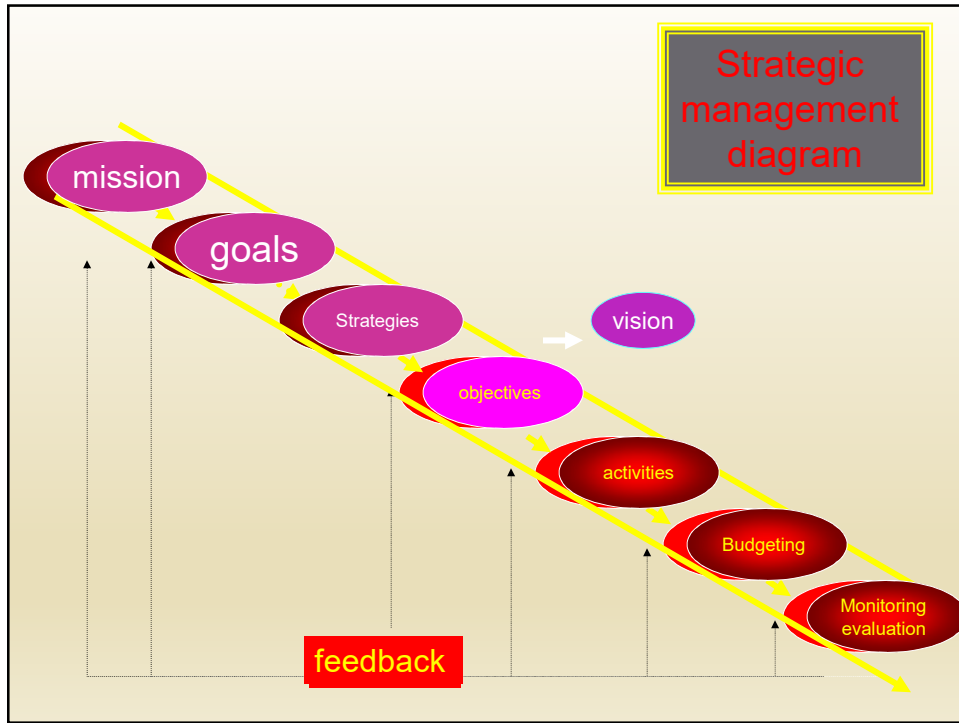 Strategic
management
diagram
mission
goals
Strategies
vision
objectives
activities
Budgeting
Monitoring
evaluation
feedback